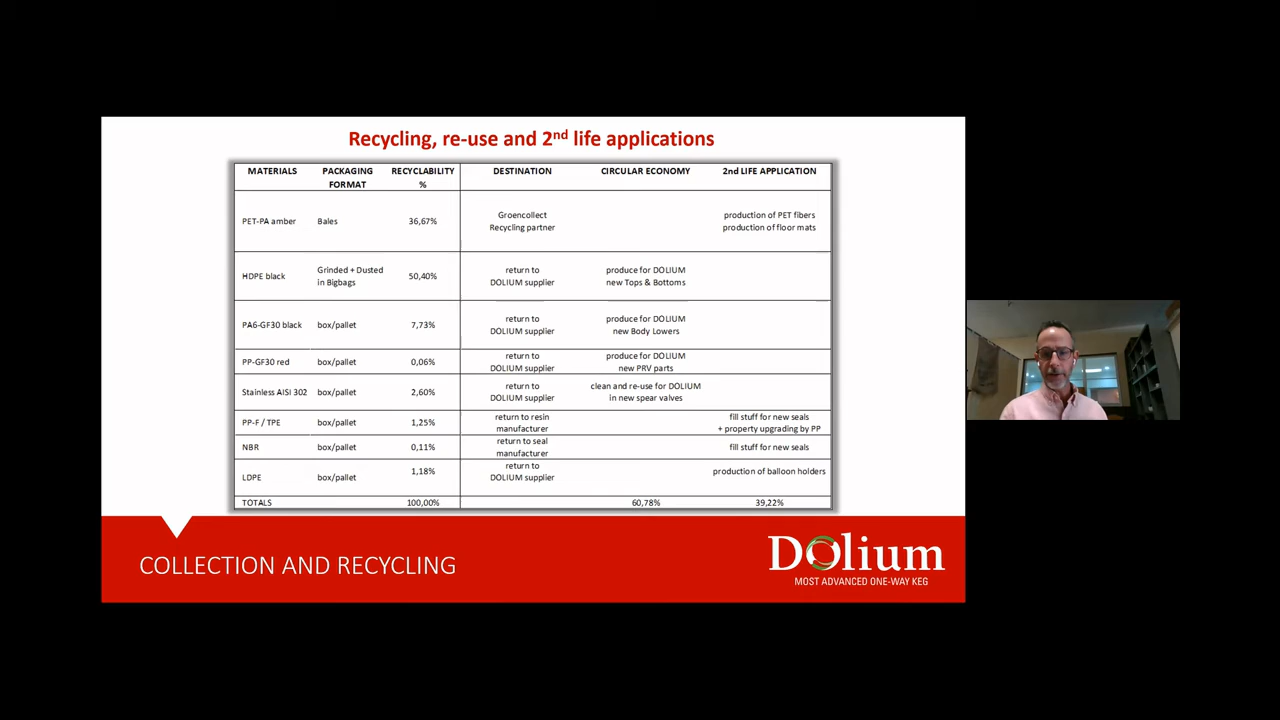 Recycling, re-use and 2nd life applications
MATERIALS PACKAGING FORMAT RECYCLABILITY % DESTINATION CIRCULAR ECONOMY 2nd LIFE APPLICATION
PET-PA amber Bales 36,67% Groencollect Recycling partner production of PET fibers production of floor mats
HDPE black Grinded + Dusted in Bigbags 50,40% return to DOLIUM supplier produce for DOLIUM new Tops & Bottoms
PA6-GF30 black box/pallet 7,73% return to DOLIUM supplier produce for DOLIUM new Body Lowers
PP-GF30 red box/pallet 0,06% return to DOLIUM supplier produce for DOLIUM new PRV parts
Stainless AISI 302 box/pallet 2,60% return to DOLIUM supplier clean and re-use for DOLIUM in new spear valves
PP-F / TPE box/pallet 1,25% return to resin manufacturer fill stuff for new seals + property upgrading by PP
NBR box/pallet 0,11% return to seal manufacturer fill stuff for new seals
LDPE box/pallet 1,18% return to DOLIUM supplier production of balloon holders
TOTALS 100,00% 60,78% 39,22%
COLLECTION AND RECYCLING
DOlium
MOST ADVANCED ONE-WAY KEG